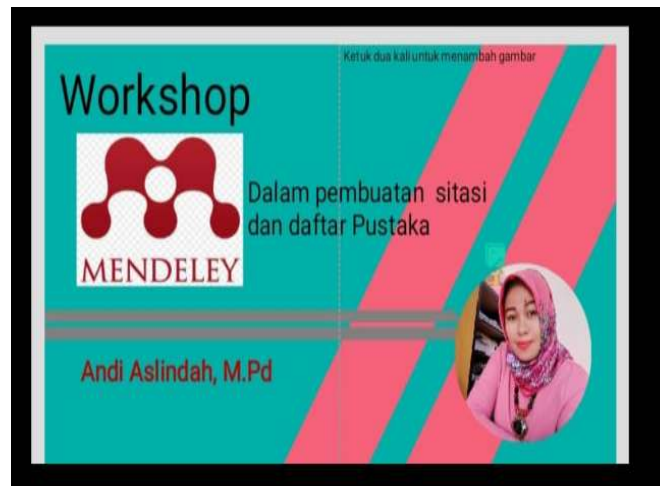 Ketuk dua kali untuk menambah gambar
Workshop
MENDELEY
Dalam pembuatan sitasi
dan daftar Pustaka
Andi Aslindah, M.Pd